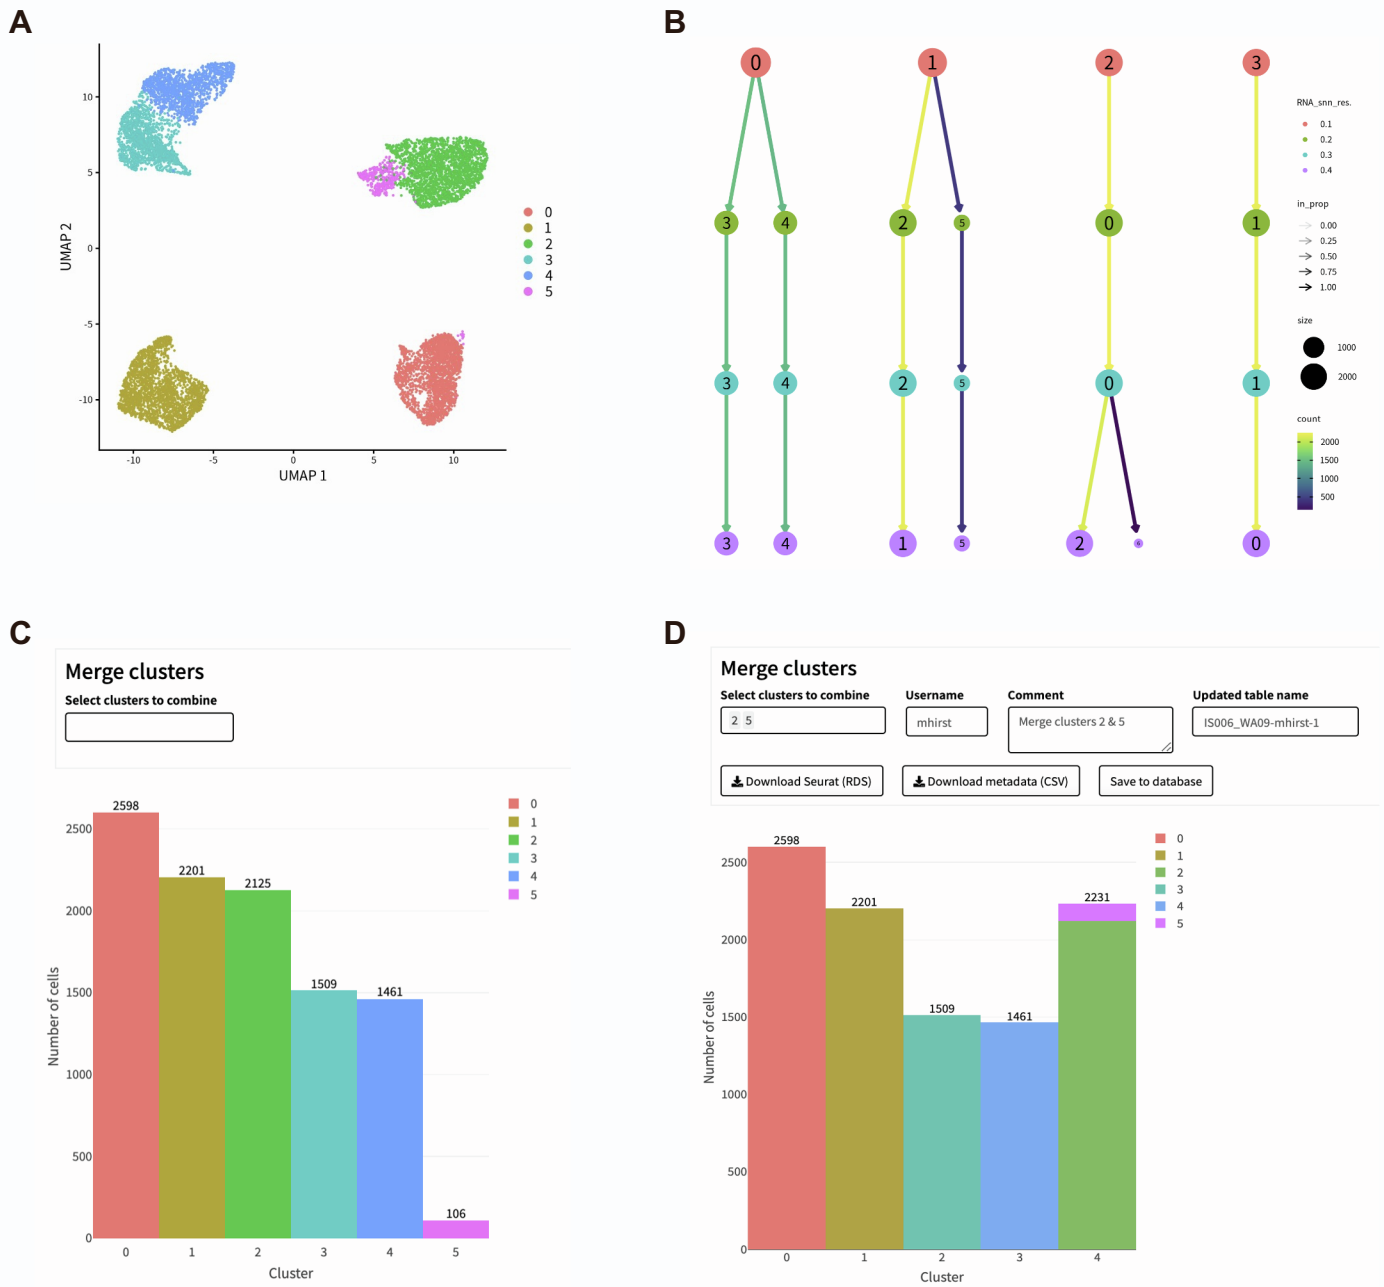 A
10
5
0
-5
-10
UMAP 2
-10 -5 0 5 10
UMAP 1
0
1
2
3
4
5
B
0 1 2 3
3 4 2 5 0 1
3 4 2 5 0 1
3 4 1 5 2 6 0
RNA_snn_res.
0.1
0.2
0.3
0.4
in_prop
0.00
0.25
0.50
0.75
1.00
size
1000
2000
count
2000
1500
1000
500
C
Merge clusters
Select clusters to combine
2598
2201
2125
1509
1461
106
2500
2000
1500
1000
500
0
Number of cells
0 1 2 3 4 5
Cluster
0
1
2
3
4
5
D
Merge clusters
Select clusters to combine Username Comment Updated table name
2 5 mhirst Merge clusters 2 & 5 IS006_WA09-mhirst-1
Download Seurat (RDS) Download metadata (CSV) Save to database
2598
2201
1509
1461
2231
2500
2000
1500
1000
500
0
Number of cells
0 1 2 3 4
Cluster
0
1
2
3
4
5